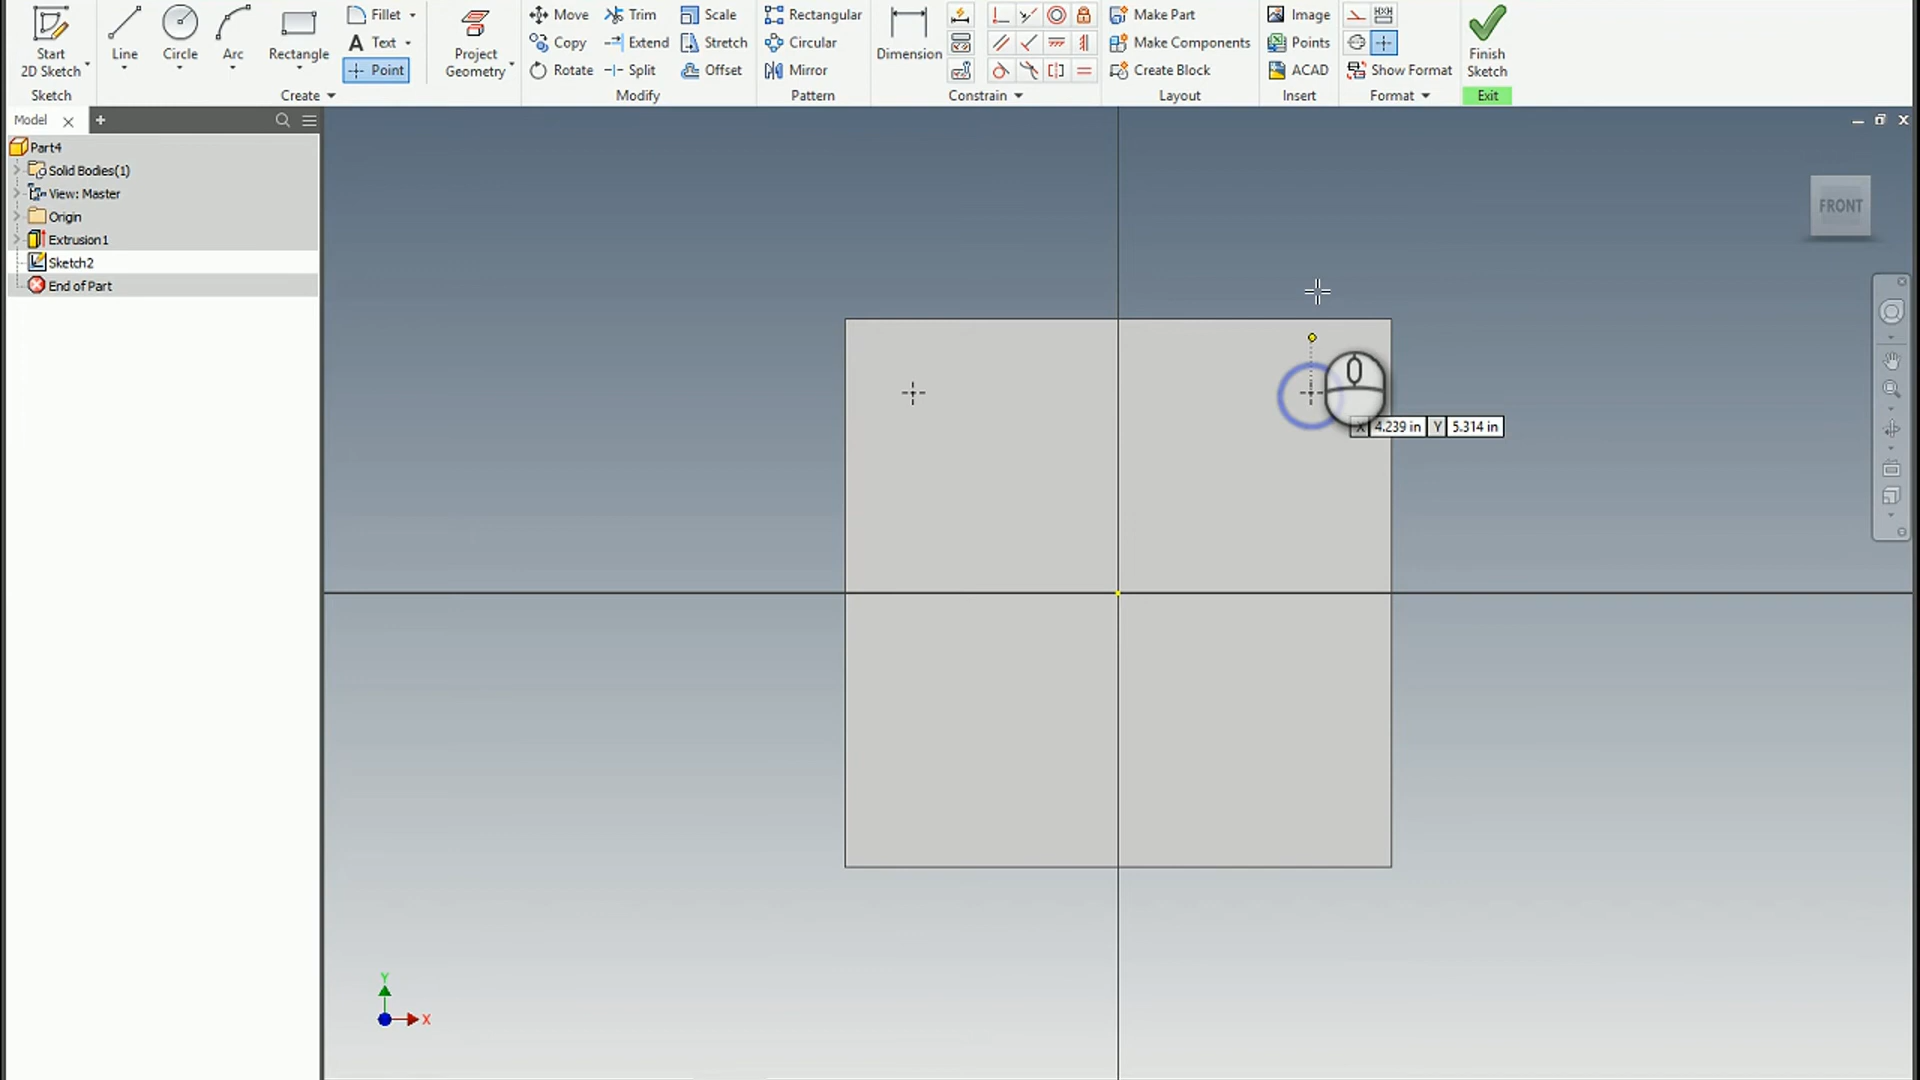 Start
2D Sketch
Line
Circle
Arc
Rectangle
Fillet
Text
Point
Project
Geometry
Move
Copy
Rotate
Trim
Extend
Split
Scale
Stretch
Offset
Rectangular
Circular
Mirror
Dimension
Make Part
Make Components
Create Block
Image
Points
ACAD
Show Format
Finish
Sketch
Sketch
Create
Modify
Pattern
Constrain
Layout
Insert
Format
Exit
Model
Part4
Solid Bodies(1)
View: Master
Origin
Extrusion1
Sketch2
End of Part
FRONT
X 4.239 in Y 5.314 in
Y
X